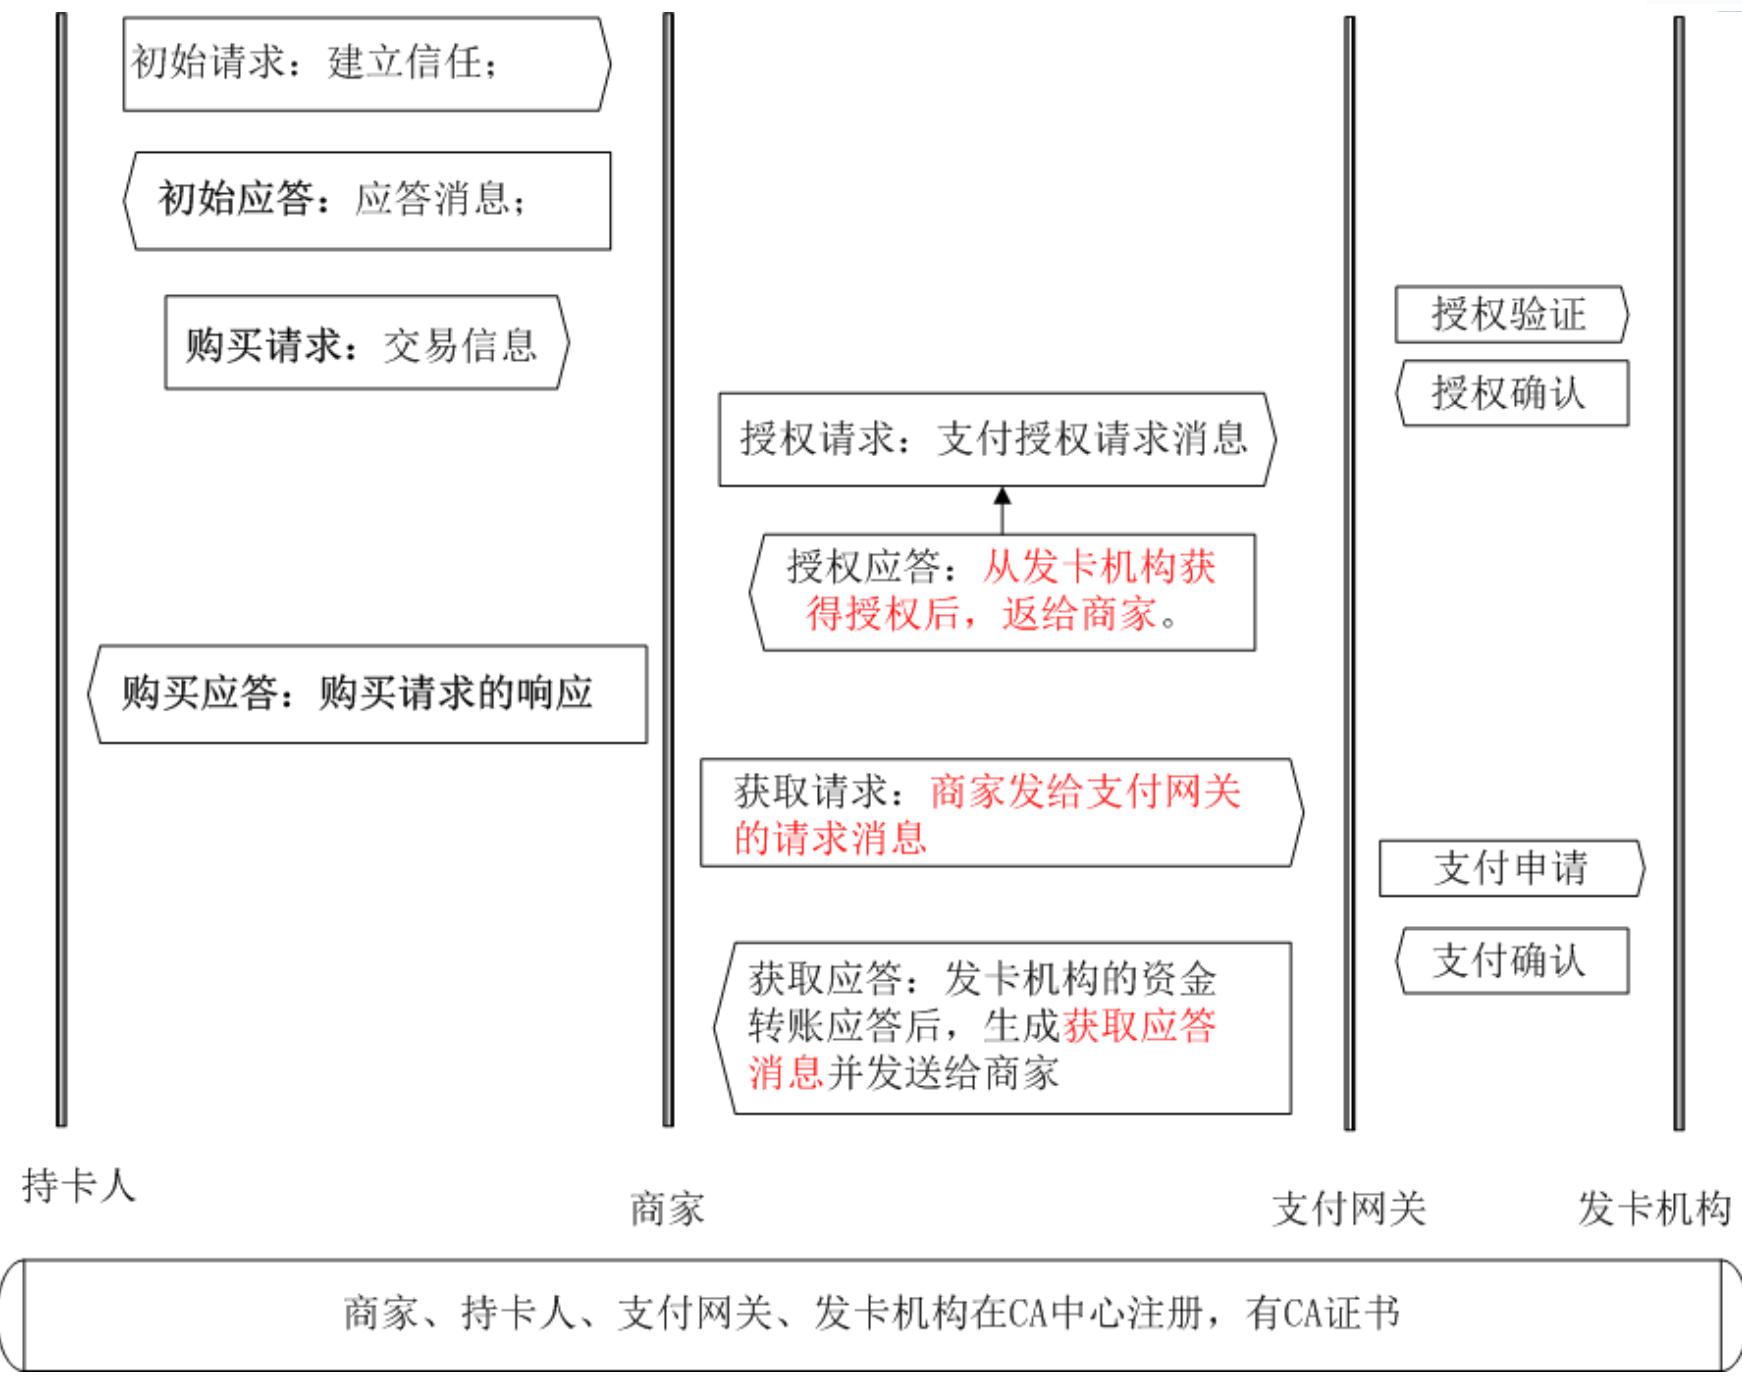 初始请求：建立信任；
初始应答：应答消息；
购买请求：交易信息
授权验证
授权确认
授权请求：支付授权请求消息
授权应答：从发卡机构获
得授权后，返给商家。
购买应答：购买请求的响应
获取请求：商家发给支付网关
的请求消息
支付申请
支付确认
获取应答：发卡机构的资金
转账应答后，生成获取应答
消息并发送给商家
持卡人
商家
支付网关
发卡机构
商家、持卡人、支付网关、发卡机构在CA中心注册，有CA证书